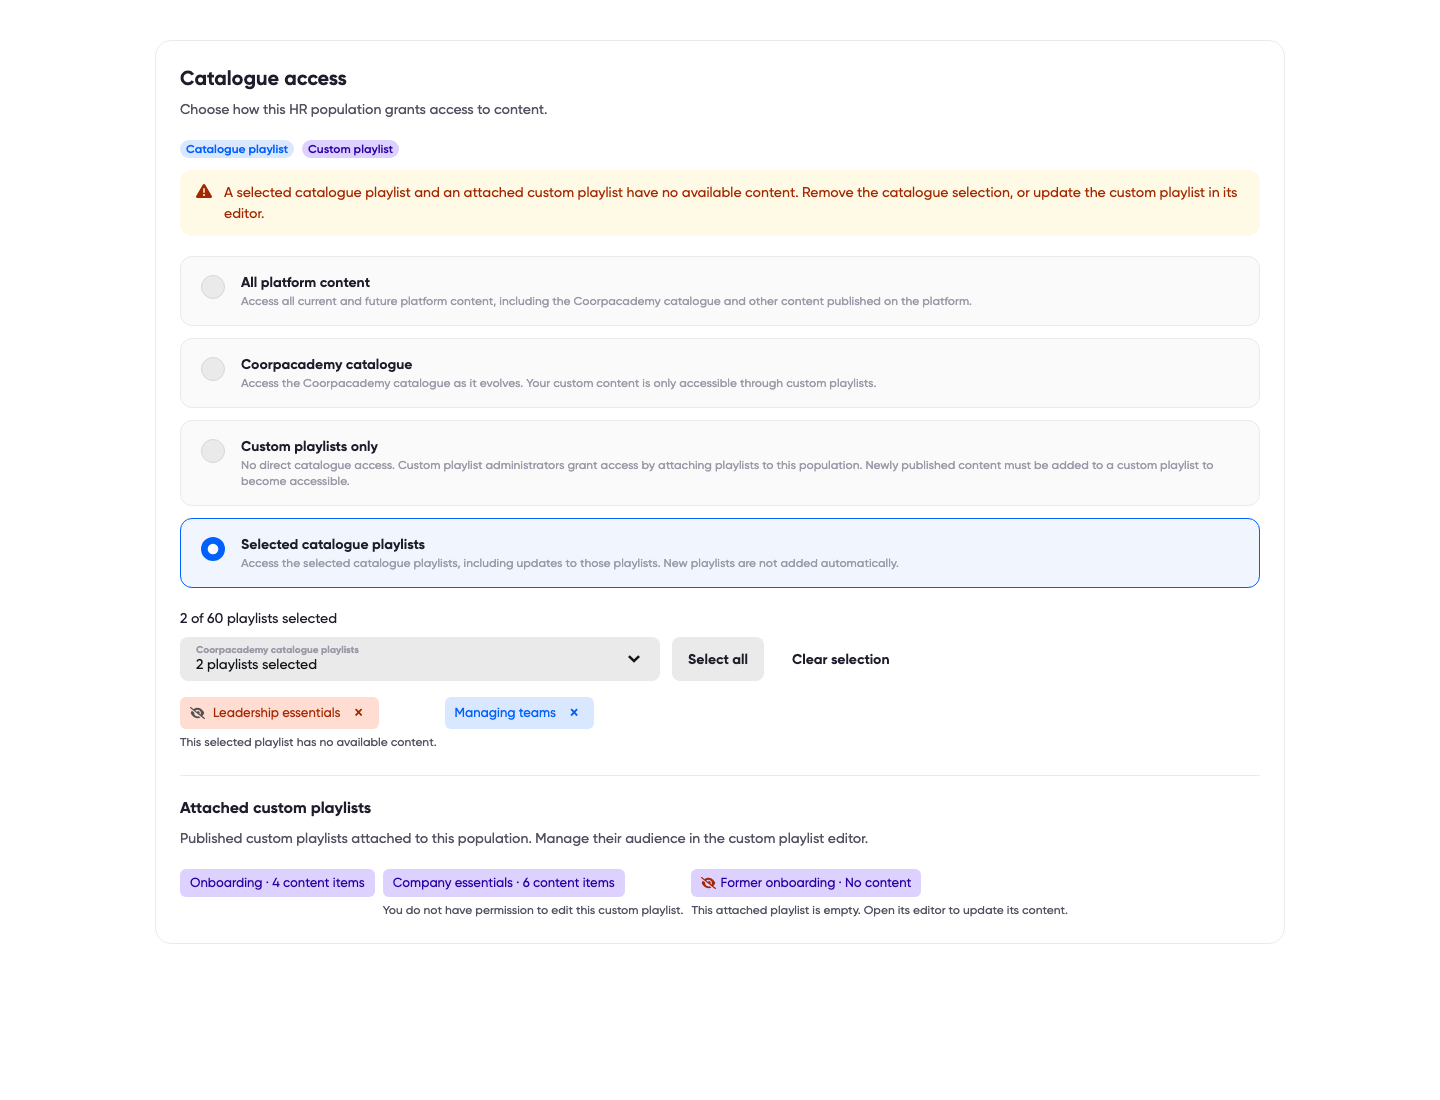 Catalogue access
Choose how this HR population grants access to content.
Catalogue playlist Custom playlist
A selected catalogue playlist and an attached custom playlist have no available content. Remove the catalogue selection, or update the custom playlist in its
editor.
All platform content
Access all current and future platform content, including the Coorpacademy catalogue and other content published on the platform.
Coorpacademy catalogue
Access the Coorpacademy catalogue as it evolves. Your custom content is only accessible through custom playlists.
Custom playlists only
No direct catalogue access. Custom playlist administrators grant access by attaching playlists to this population. Newly published content must be added to a custom playlist to
become accessible.
Selected catalogue playlists
Access the selected catalogue playlists, including updates to those playlists. New playlists are not added automatically.
2 of 60 playlists selected
Coorpacademy catalogue playlists
2 playlists selected
Select all
Clear selection
Leadership essentials
Managing teams
This selected playlist has no available content.
Attached custom playlists
Published custom playlists attached to this population. Manage their audience in the custom playlist editor.
Onboarding · 4 content items
Company essentials · 6 content items
Former onboarding · No content
You do not have permission to edit this custom playlist.
This attached playlist is empty. Open its editor to update its content.